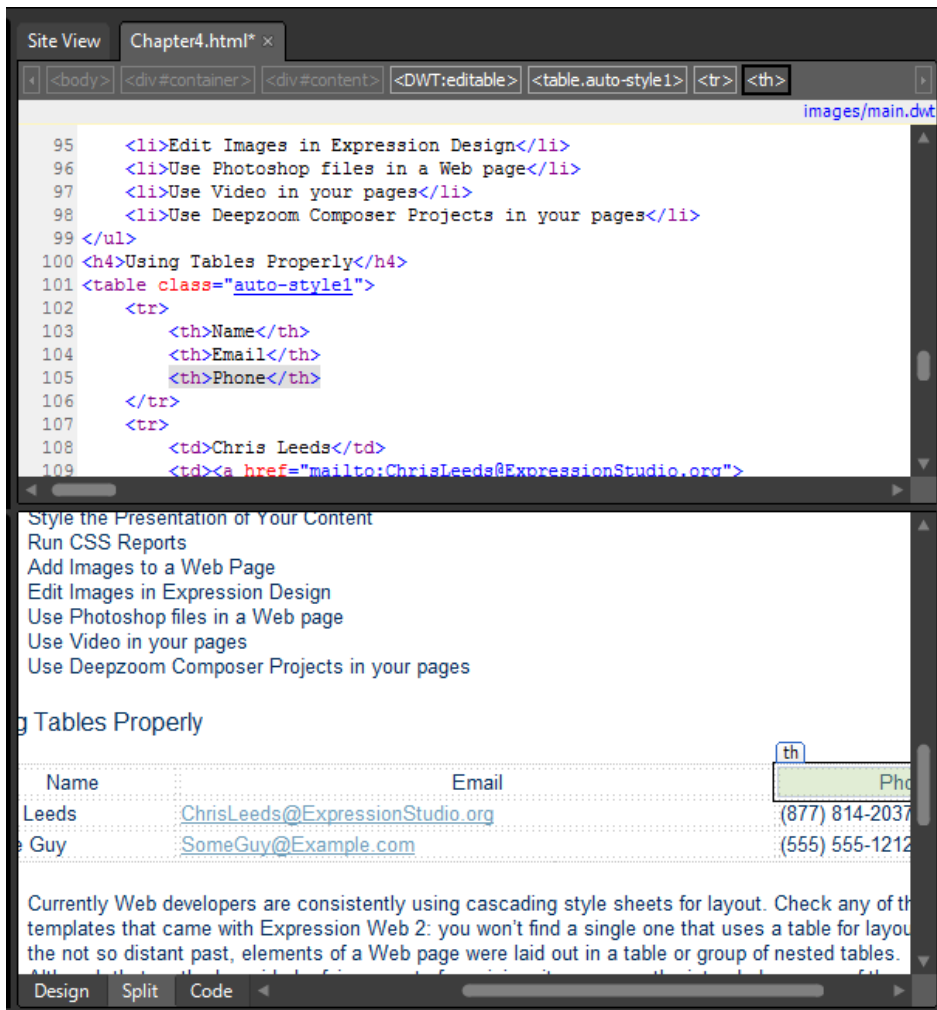 Site View Chapter4.html* ×
<body> <div#container> <div#content> <DWT:editable> <table.auto-style1> <tr> <th>
images/main.dwt
95 <li>Edit Images in Expression Design</li>
96 <li>Use Photoshop files in a Web page</li>
97 <li>Use Video in your pages</li>
98 <li>Use Deepzoom Composer Projects in your pages</li>
99 </ul>
100 <h4>Using Tables Properly</h4>
101 <table class="auto-style1">
102 <tr>
103 <th>Name</th>
104 <th>Email</th>
105 <th>Phone</th>
106 </tr>
107 <tr>
108 <td>Chris Leeds</td>
109 <td><a href="mailto:ChrisLeeds@ExpressionStudio.org">
Style the Presentation of Your Content
Run CSS Reports
Add Images to a Web Page
Edit Images in Expression Design
Use Photoshop files in a Web page
Use Video in your pages
Use Deepzoom Composer Projects in your pages
g Tables Properly
th
Name Email Pho
Leeds ChrisLeeds@ExpressionStudio.org (877) 814-2037
e Guy SomeGuy@Example.com (555) 555-1212
Currently Web developers are consistently using cascading style sheets for layout. Check any of th
templates that came with Expression Web 2: you won't find a single one that uses a table for layou
the not so distant past, elements of a Web page were laid out in a table or group of nested tables.
Design Split Code